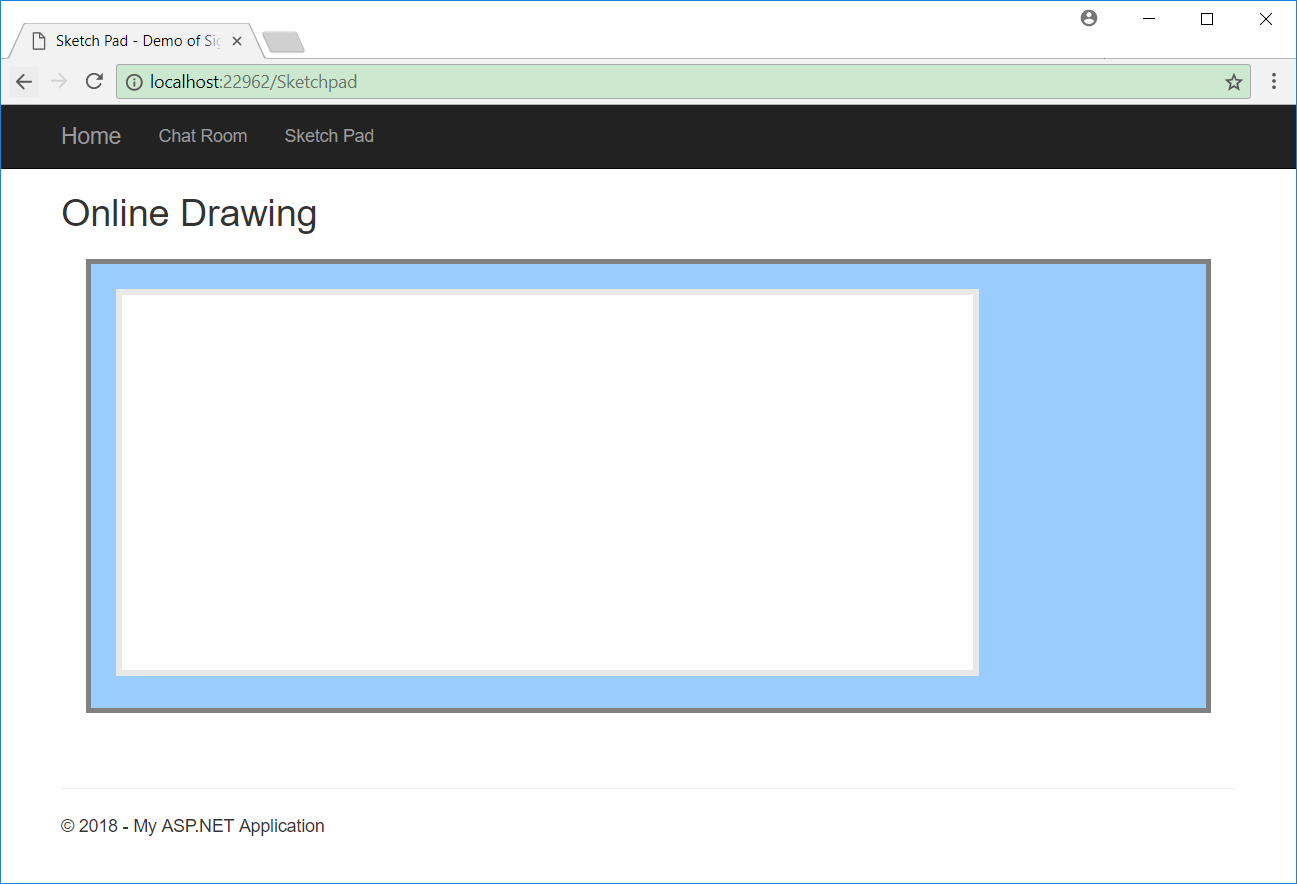 Sketch Pad - Demo of Sig
localhost:22962/Sketchpad
Home Chat Room Sketch Pad
Online Drawing
© 2018 - My ASP.NET Application